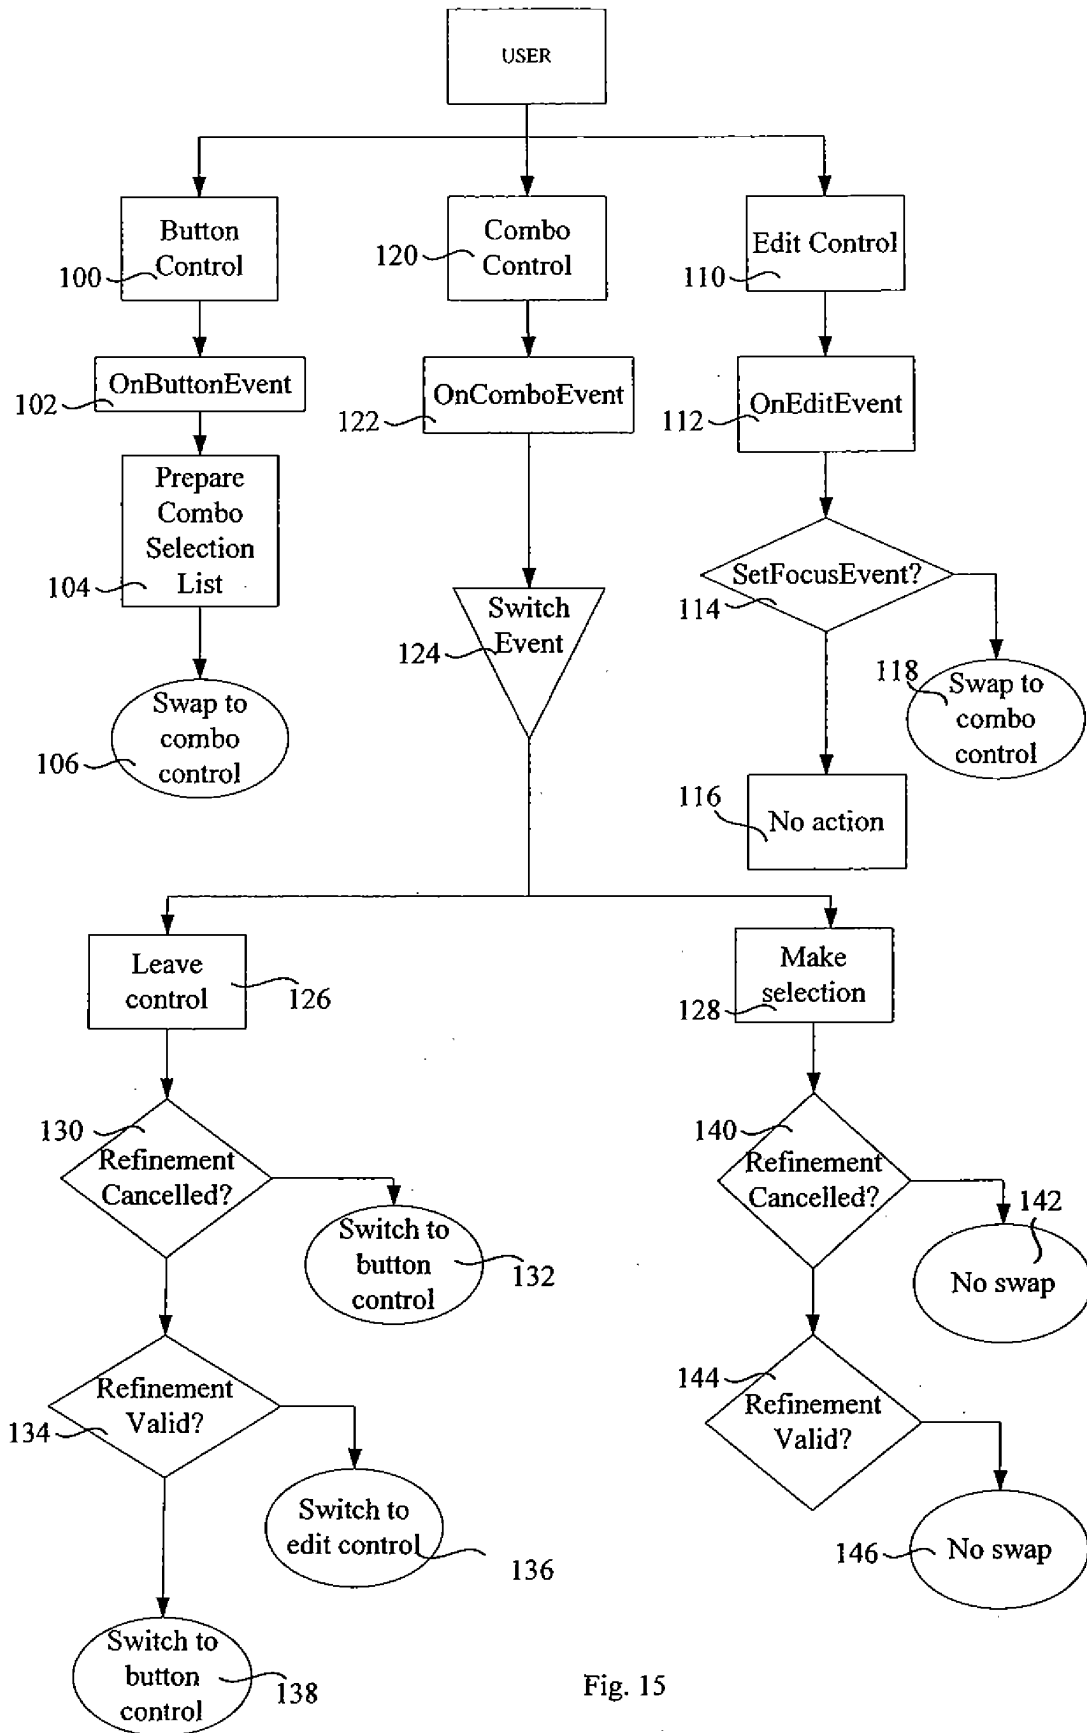 USER
Button
Control
100
Combo
Control
120
Edit Control
110
OnButtonEvent
102
OnComboEvent
122
OnEditEvent
112
Prepare
Combo
Selection
List
104
SetFocusEvent?
114
Switch
Event
124
Swap to
combo
control
106
118
Swap to
combo
control
116
No action
Leave
control
126
Make
selection
128
130
Refinement
Cancelled?
140
Refinement
Cancelled?
Switch to
button
control
132
142
No swap
Refinement
Valid?
134
144
Refinement
Valid?
Switch to
edit control
136
146
No swap
Switch to
button
control
138
Fig. 15